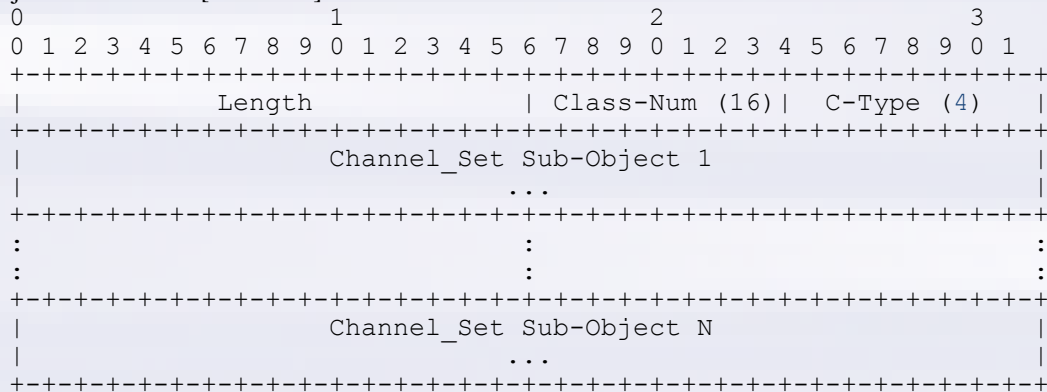 0                   1                   2                   3
0 1 2 3 4 5 6 7 8 9 0 1 2 3 4 5 6 7 8 9 0 1 2 3 4 5 6 7 8 9 0 1
+-+-+-+-+-+-+-+-+-+-+-+-+-+-+-+-+-+-+-+-+-+-+-+-+-+-+-+-+-+-+-+-+
|            Length             | Class-Num (16)|  C-Type (4)   |
+-+-+-+-+-+-+-+-+-+-+-+-+-+-+-+-+-+-+-+-+-+-+-+-+-+-+-+-+-+-+-+-+
|                   Channel_Set Sub-Object 1                    |
|                              ...                              |
+-+-+-+-+-+-+-+-+-+-+-+-+-+-+-+-+-+-+-+-+-+-+-+-+-+-+-+-+-+-+-+-+
:                               :                               :
:                               :                               :
+-+-+-+-+-+-+-+-+-+-+-+-+-+-+-+-+-+-+-+-+-+-+-+-+-+-+-+-+-+-+-+-+
|                   Channel_Set Sub-Object N                    |
|                              ...                              |
+-+-+-+-+-+-+-+-+-+-+-+-+-+-+-+-+-+-+-+-+-+-+-+-+-+-+-+-+-+-+-+-+